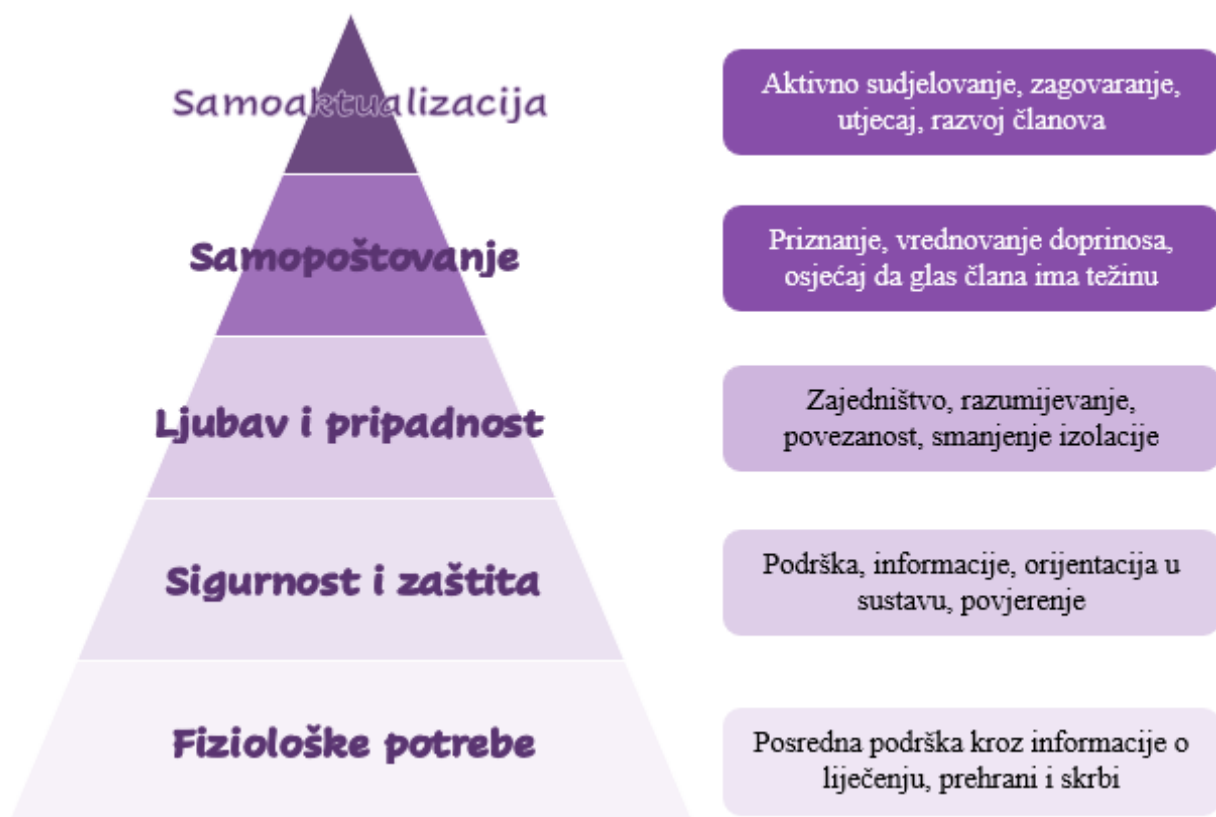 Samoaktualizacija
Aktivno sudjelovanje, zagovaranje,
utjecaj, razvoj članova
Samopoštovanje
Priznanje, vrednovanje doprinosa,
osjećaj da glas člana ima težinu
Ljubav i pripadnost
Zajedništvo, razumijevanje,
povezanost, smanjenje izolacije
Sigurnost i zaštita
Podrška, informacije, orijentacija u
sustavu, povjerenje
Fiziološke potrebe
Posredna podrška kroz informacije o
liječenju, prehrani i skrbi